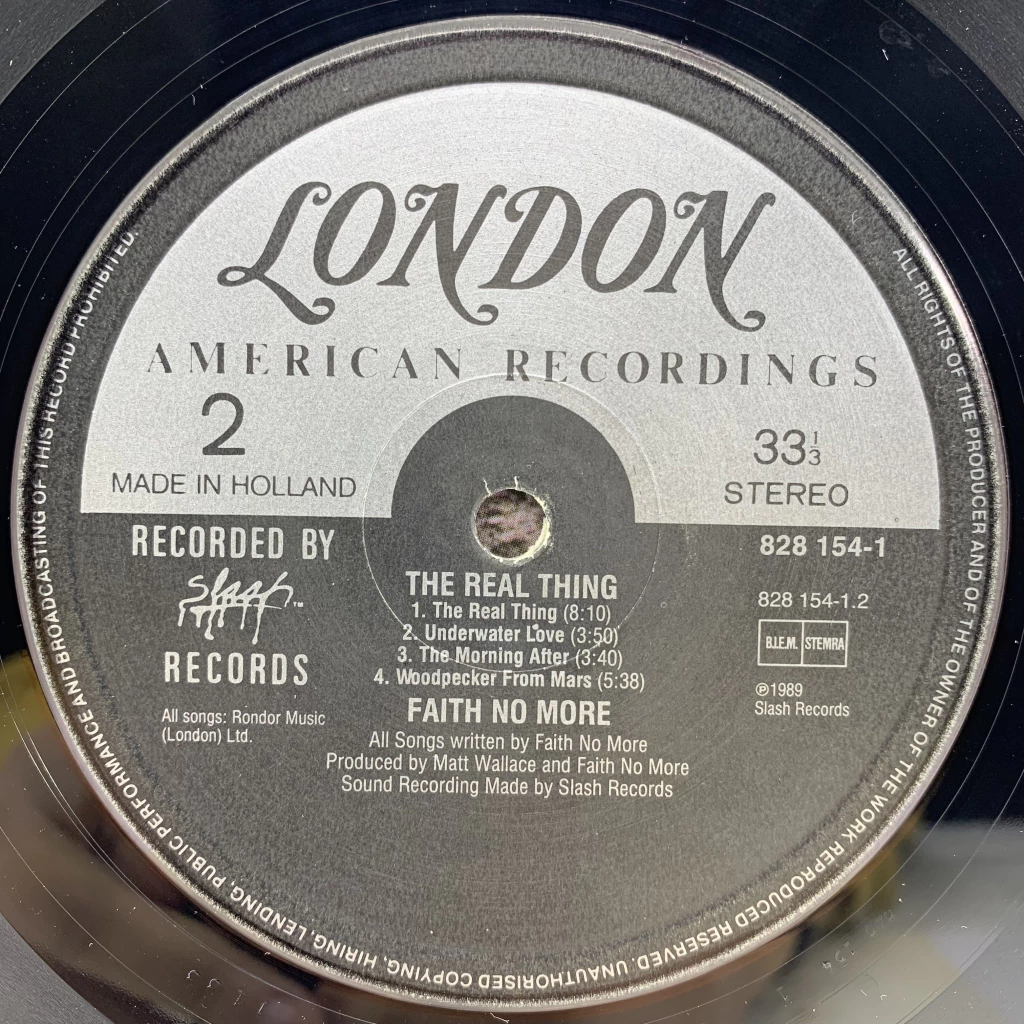 LONDON
AMERICAN RECORDINGS
2
MADE IN HOLLAND
33⅓
STEREO
RECORDED BY
Slash ™
RECORDS
All songs: Rondor Music
(London) Ltd.
828 154-1
828 154-1.2
B.I.E.M. STEMRA
℗1989
Slash Records
THE REAL THING
1. The Real Thing (8:10)
2. Underwater Love (3:50)
3. The Morning After (3:40)
4. Woodpecker From Mars (5:38)
FAITH NO MORE
All Songs written by Faith No More
Produced by Matt Wallace and Faith No More
Sound Recording Made by Slash Records
ALL RIGHTS OF THE PRODUCER AND OF THE OWNER OF THE WORK REPRODUCED RESERVED. UNAUTHORISED COPYING, HIRING, LENDING, PUBLIC PERFORMANCE AND BROADCASTING OF THIS RECORD PROHIBITED.